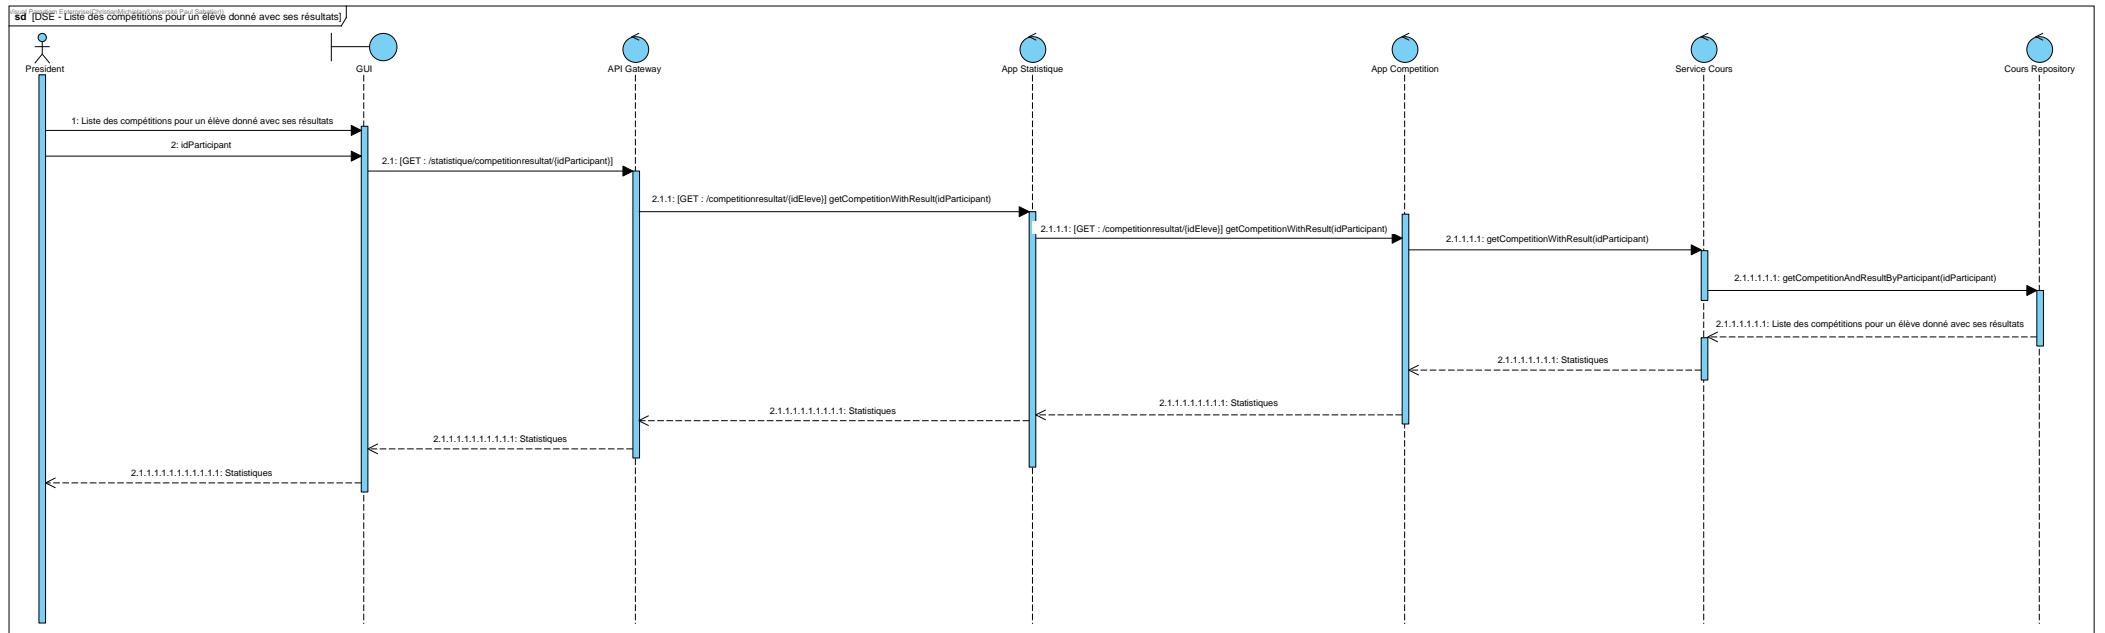 Visual Paradigm Enterprise(ChristianMichiplan(Université Paul Sabatier))
sd [DSE - Liste des compétitions pour un élève donné avec ses résultats]
President
GUI
API Gateway
App Statistique
App Competition
Service Cours
Cours Repository
1: Liste des compétitions pour un élève donné avec ses résultats
2: idParticipant
2.1: [GET : /statistique/competitionresultat/{idParticipant}]
2.1.1: [GET : /competitionresultat/{idEleve}] getCompetitionWithResult(idParticipant)
2.1.1.1: [GET : /competitionresultat/{idEleve}] getCompetitionWithResult(idParticipant)
2.1.1.1.1: getCompetitionWithResult(idParticipant)
2.1.1.1.1.1: getCompetitionAndResultByParticipant(idParticipant)
2.1.1.1.1.1.1: Liste des compétitions pour un élève donné avec ses résultats
2.1.1.1.1.1.1.1: Statistiques
2.1.1.1.1.1.1.1.1: Statistiques
2.1.1.1.1.1.1.1.1.1: Statistiques
2.1.1.1.1.1.1.1.1.1.1: Statistiques
2.1.1.1.1.1.1.1.1.1.1.1: Statistiques